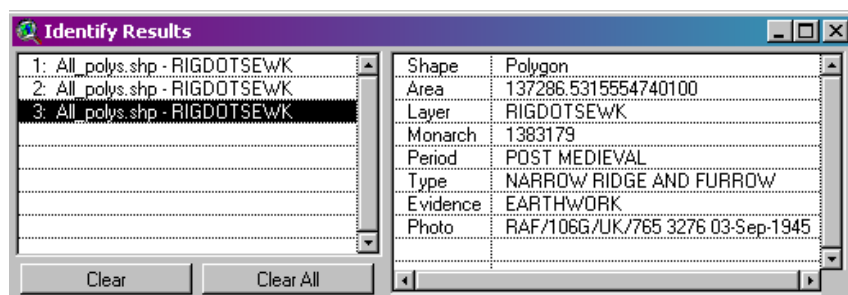 Identify Results
1: All_polys.shp - RIGDOTSEWK
2: All_polys.shp - RIGDOTSEWK
3: All_polys.shp - RIGDOTSEWK
Shape Polygon
Area 137286.5315554740100
Layer RIGDOTSEWK
Monarch 1383179
Period POST MEDIEVAL
Type NARROW RIDGE AND FURROW
Evidence EARTHWORK
Photo RAF/106G/UK/765 3276 03-Sep-1945
Clear Clear All